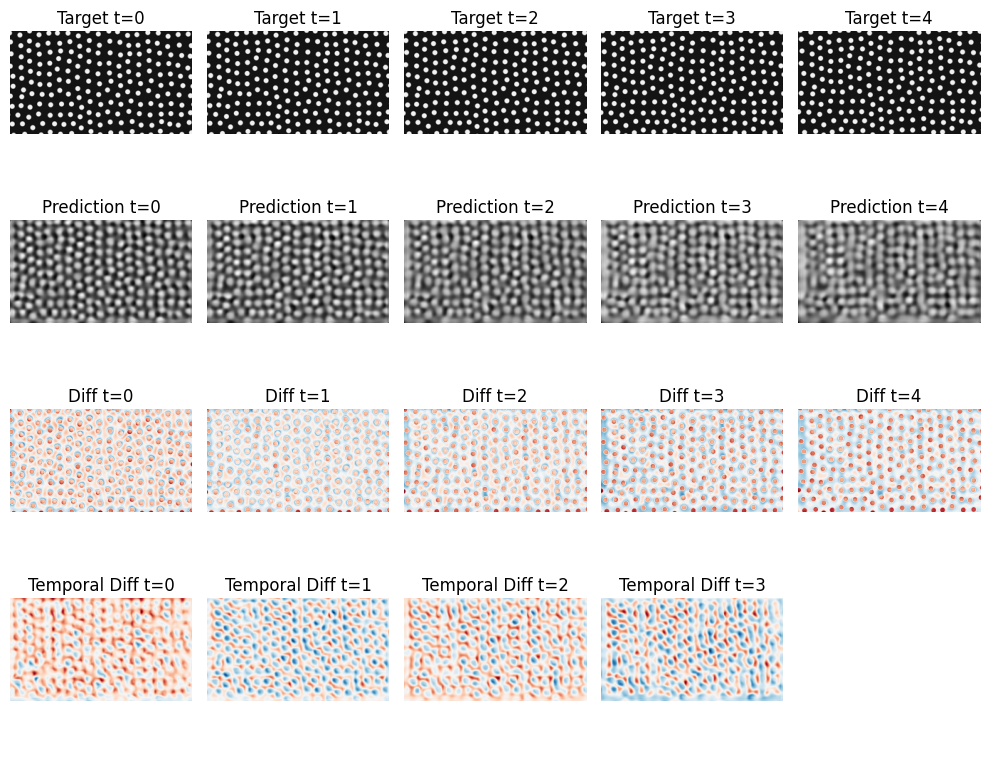 Target t=0 Target t=1 Target t=2 Target t=3 Target t=4
Prediction t=0 Prediction t=1 Prediction t=2 Prediction t=3 Prediction t=4
Diff t=0 Diff t=1 Diff t=2 Diff t=3 Diff t=4
Temporal Diff t=0 Temporal Diff t=1 Temporal Diff t=2 Temporal Diff t=3